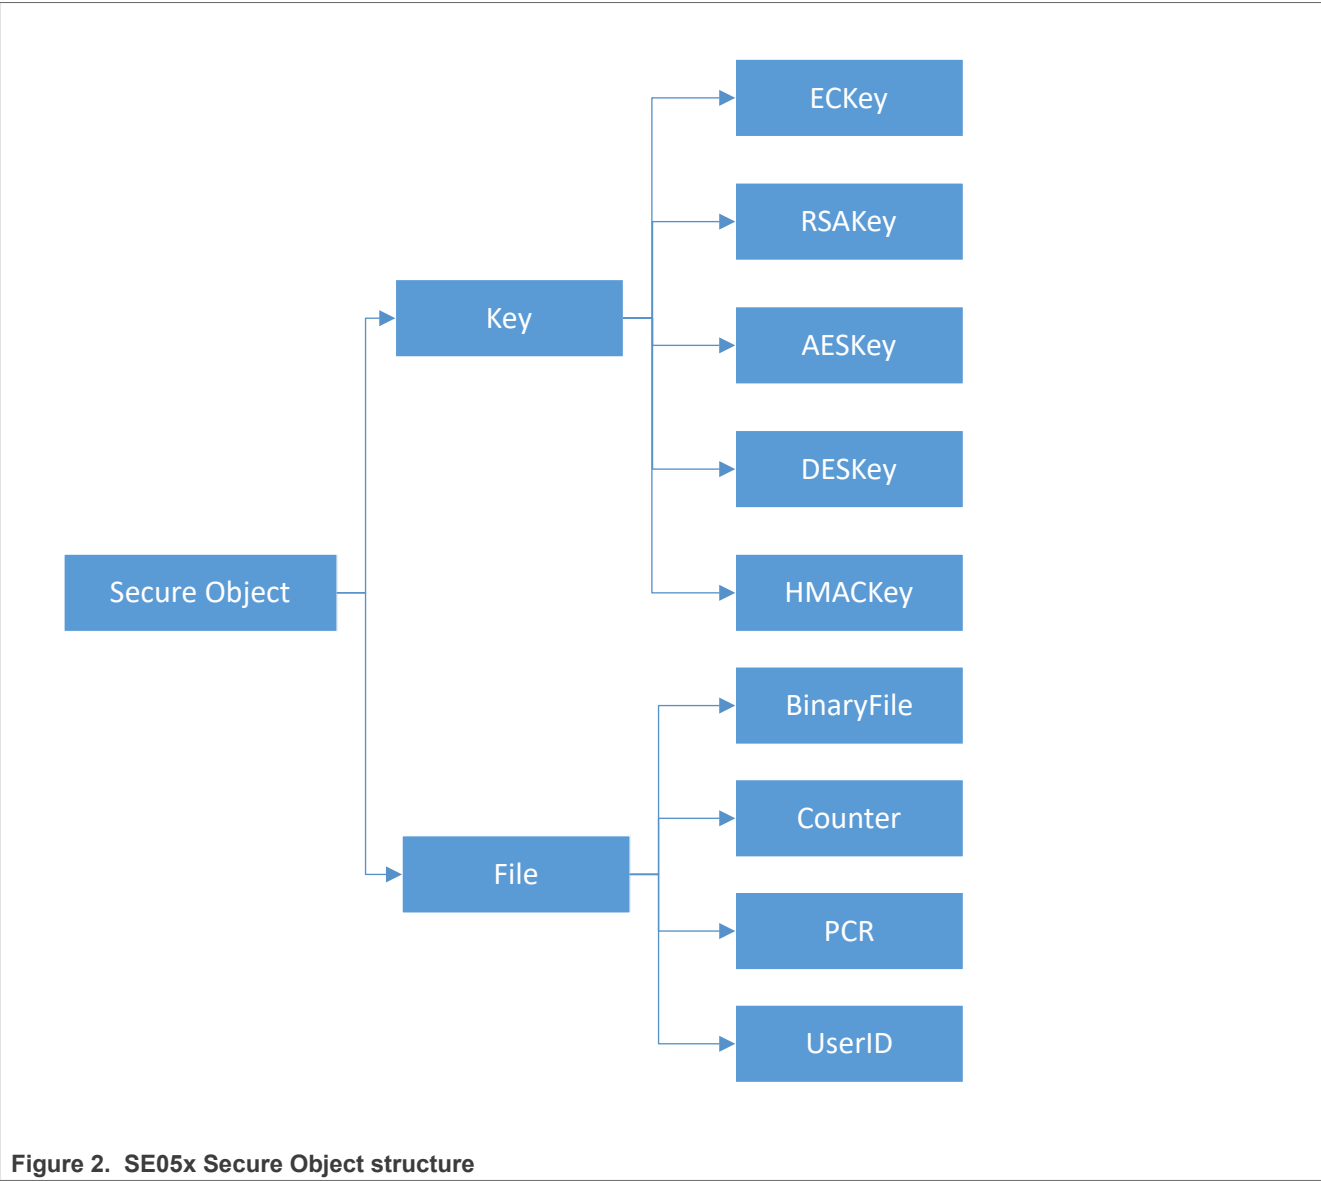 ECKey
RSAKey
Key
AESKey
DESKey
Secure Object
HMACKey
BinaryFile
Counter
File
PCR
UserID
Figure 2. SE05x Secure Object structure